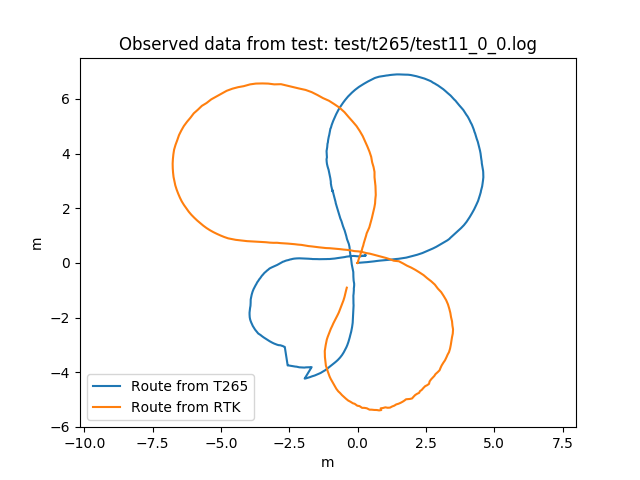 Observed data from test: test/t265/test11_0_0.log
6
4
2
0
−2
−4
−6
m
Route from T265
Route from RTK
−10.0 −7.5 −5.0 −2.5 0.0 2.5 5.0 7.5
m